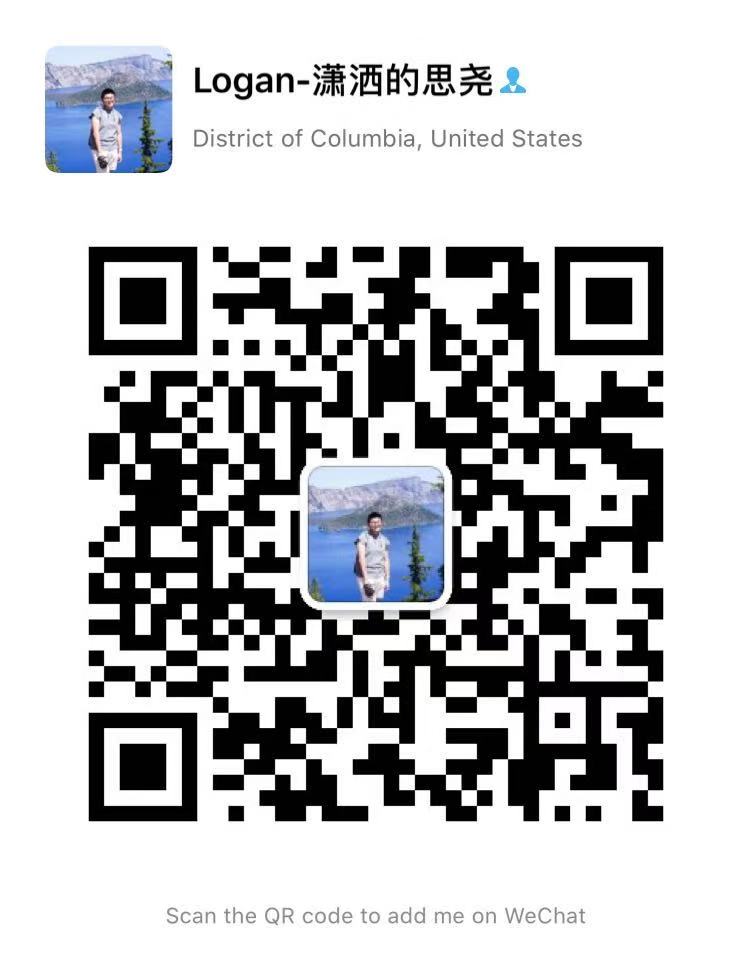 Logan-潇洒的思尧
District of Columbia, United States
Scan the QR code to add me on WeChat